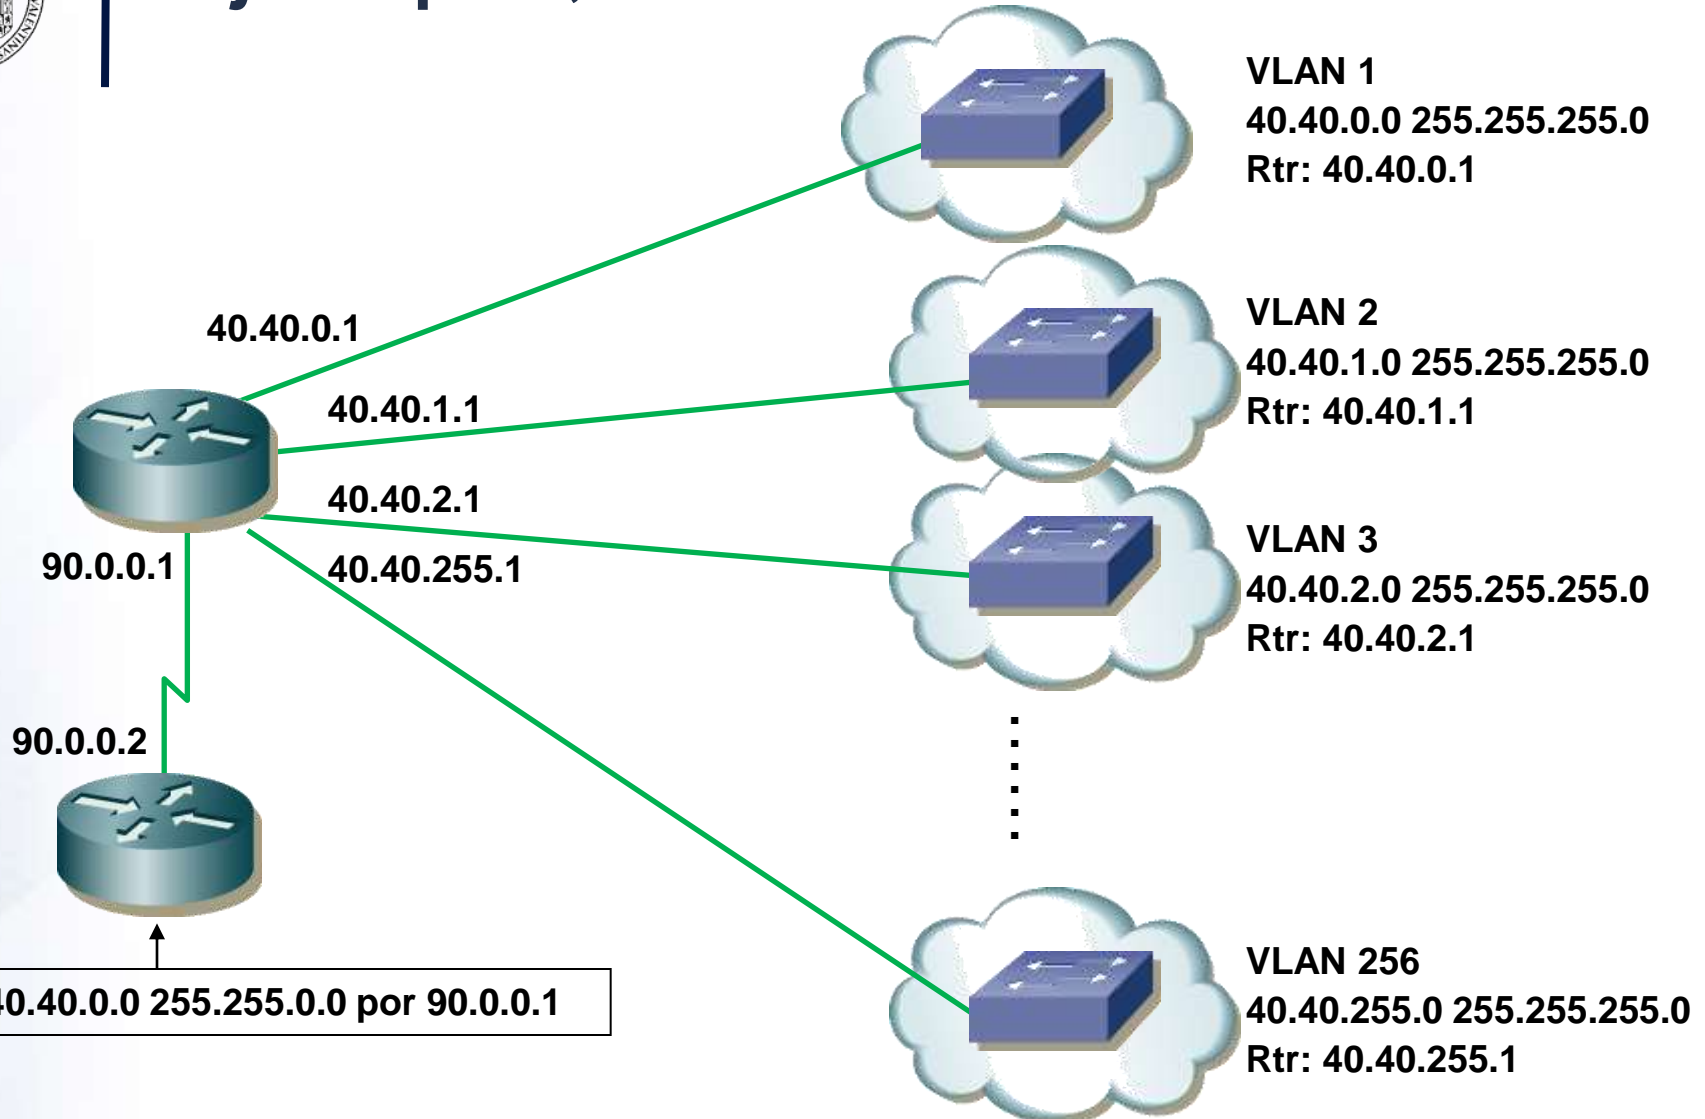 VALENTINVS
VLAN 1
40.40.0.0 255.255.255.0
Rtr: 40.40.0.1
40.40.0.1
VLAN 2
40.40.1.0 255.255.255.0
Rtr: 40.40.1.1
40.40.1.1
40.40.2.1
VLAN 3
40.40.2.0 255.255.255.0
Rtr: 40.40.2.1
90.0.0.1
40.40.255.1
90.0.0.2
VLAN 256
40.40.255.0 255.255.255.0
Rtr: 40.40.255.1
40.40.0.0 255.255.0.0 por 90.0.0.1